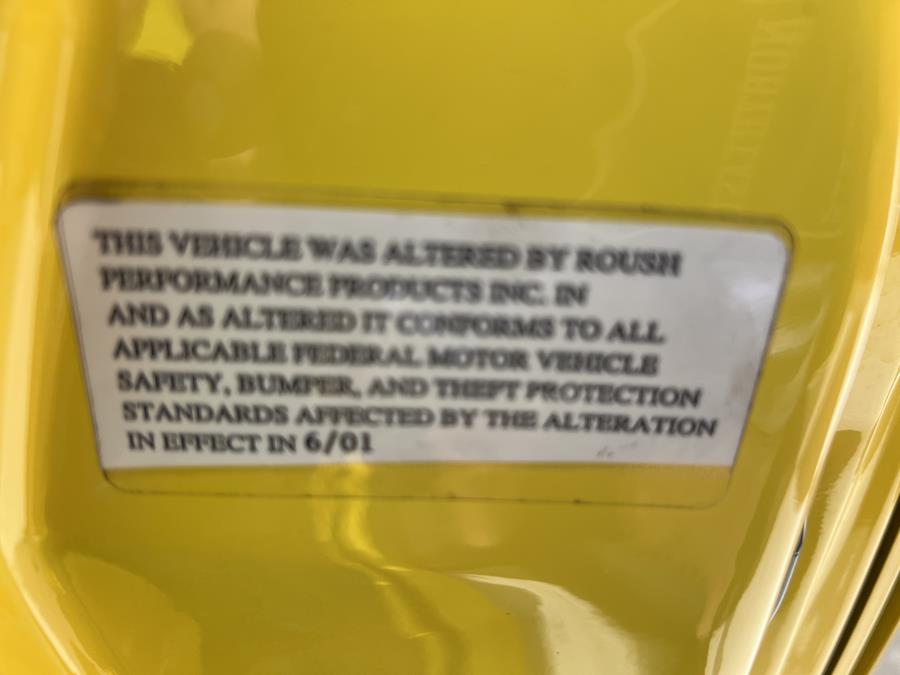 THIS VEHICLE WAS ALTERED BY ROUSH
PERFORMANCE PRODUCTS INC. IN
AND AS ALTERED IT CONFORMS TO ALL
APPLICABLE FEDERAL MOTOR VEHICLE
SAFETY, BUMPER, AND THEFT PROTECTION
STANDARDS AFFECTED BY THE ALTERATION
IN EFFECT IN 6/01